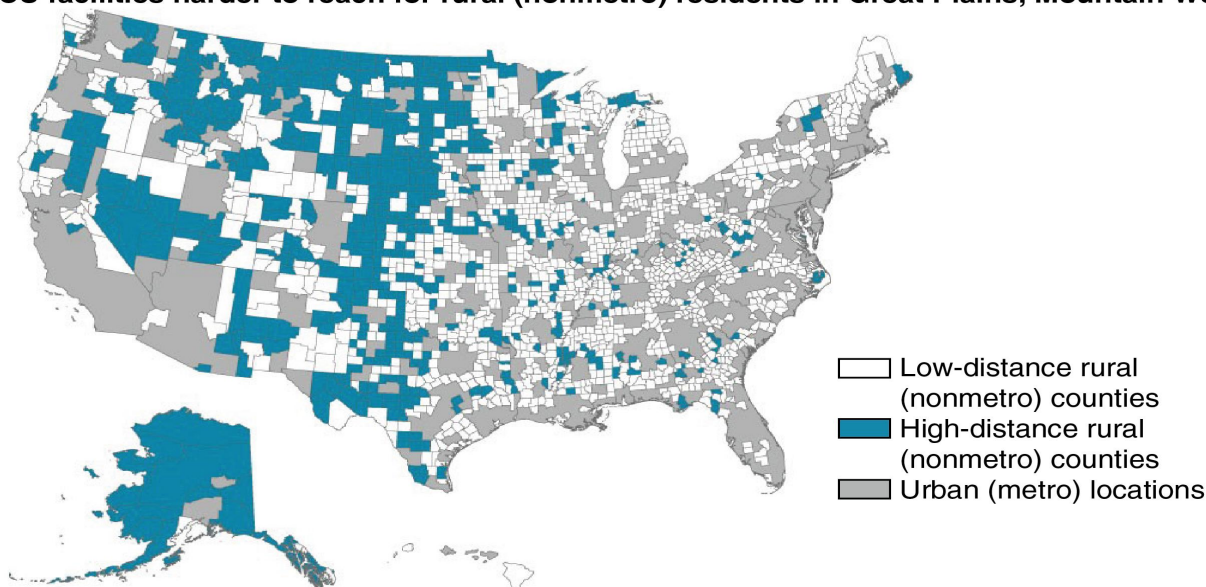 facilities harder to reach for rural (nonmetro) residents in Great Plains, Mountain
Low-distance rural
(nonmetro) counties
High-distance rural
(nonmetro) counties
Urban (metro) locations